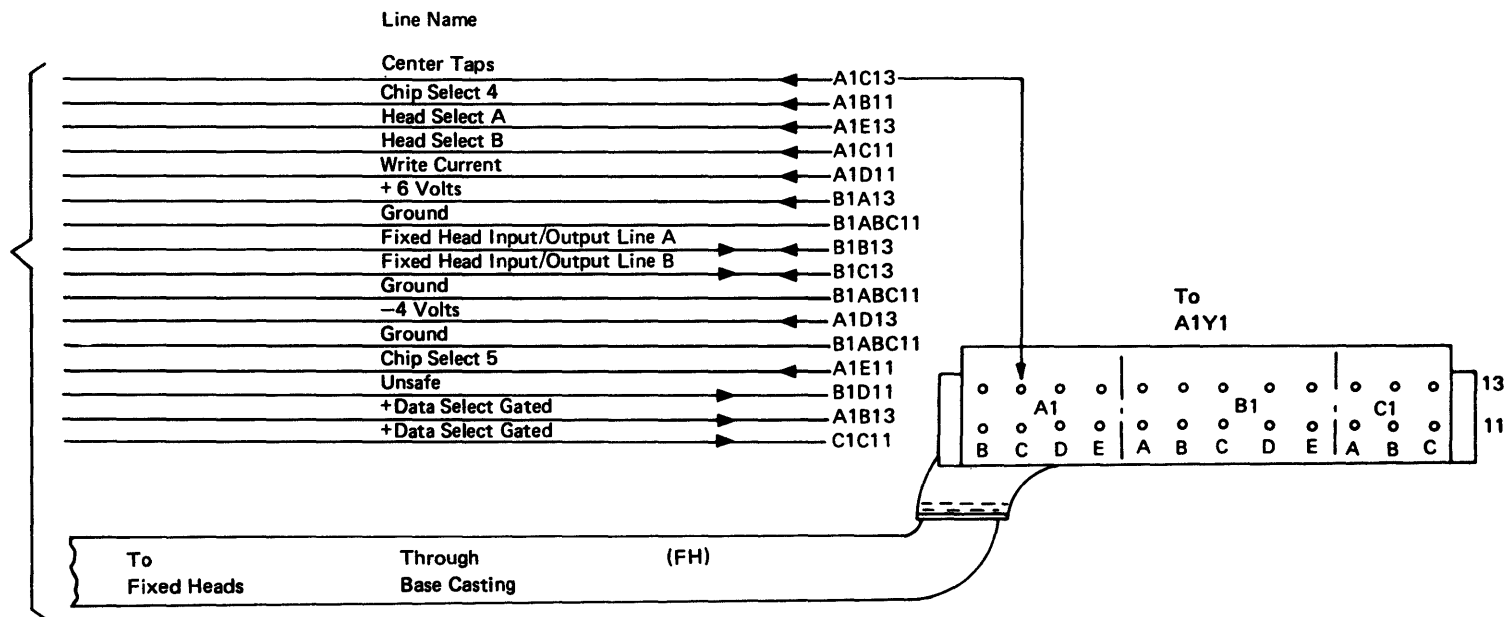 Line Name
Center Taps
A1C13
Chip Select 4
A1B11
Head Select A
A1E13
Head Select B
A1C11
Write Current
A1D11
+ 6 Volts
B1A13
Ground
B1ABC11
Fixed Head Input/Output Line A
B1B13
Fixed Head Input/Output Line B
B1C13
Ground
B1ABC11
−4 Volts
A1D13
Ground
B1ABC11
Chip Select 5
A1E11
Unsafe
B1D11
+Data Select Gated
A1B13
+Data Select Gated
C1C11
To
A1Y1
13
A1 B1 C1
11
B C D E A B C D E A B C
To Through (FH)
Fixed Heads Base Casting